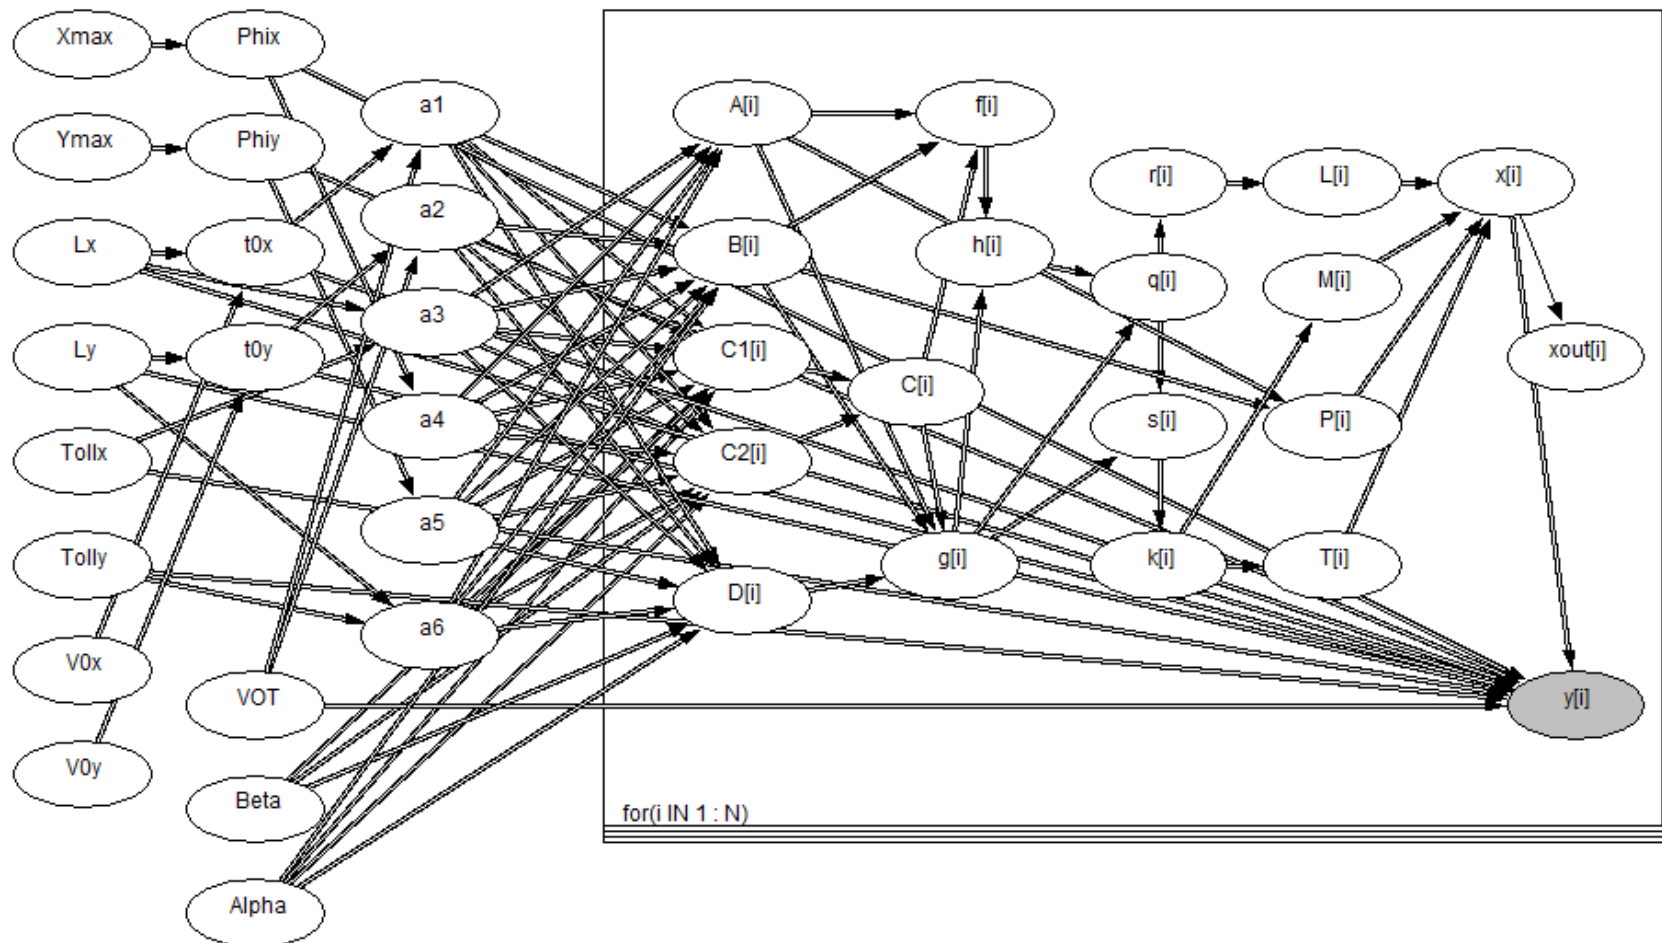 Xmax
Phix
Ymax
Phiy
Lx
t0x
Ly
t0y
Tollx
Tolly
V0x
V0y
VOT
Beta
Alpha
a1
a2
a3
a4
a5
a6
A[i]
B[i]
C1[i]
C2[i]
D[i]
f[i]
h[i]
C[i]
g[i]
r[i]
q[i]
s[i]
k[i]
L[i]
M[i]
P[i]
T[i]
x[i]
xout[i]
y[i]
for(i IN 1 : N)